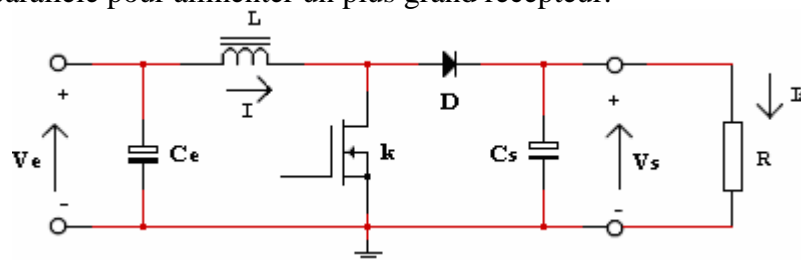 parallèle pour alimenter un plus grand récepteur.
L
I
D
k
+
Ve
-
Ce
Cs
+
Vs
-
R